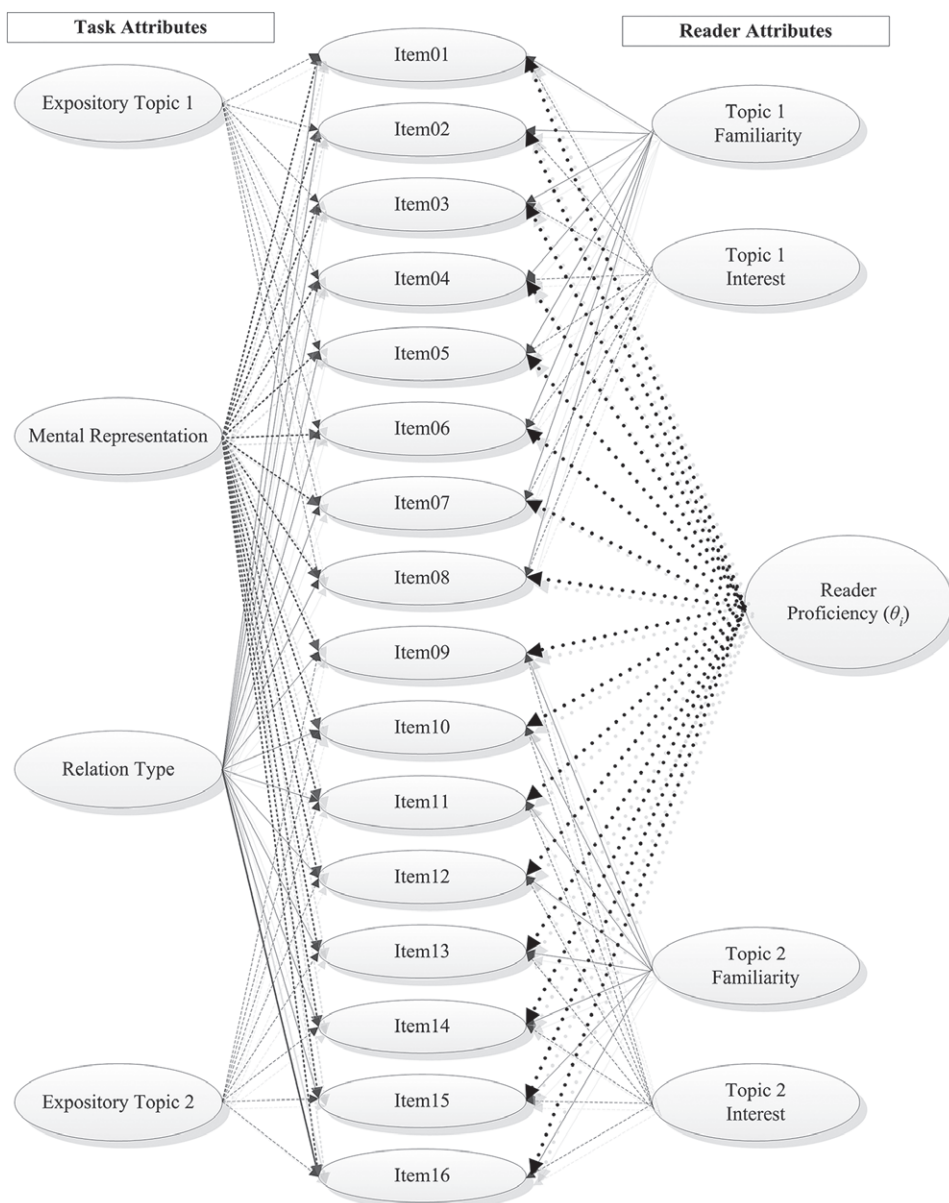 Task Attributes
Reader Attributes
Expository Topic 1
Mental Representation
Relation Type
Expository Topic 2
Item01
Item02
Item03
Item04
Item05
Item06
Item07
Item08
Item09
Item10
Item11
Item12
Item13
Item14
Item15
Item16
Topic 1
Familiarity
Topic 1
Interest
Reader
Proficiency (θi)
Topic 2
Familiarity
Topic 2
Interest